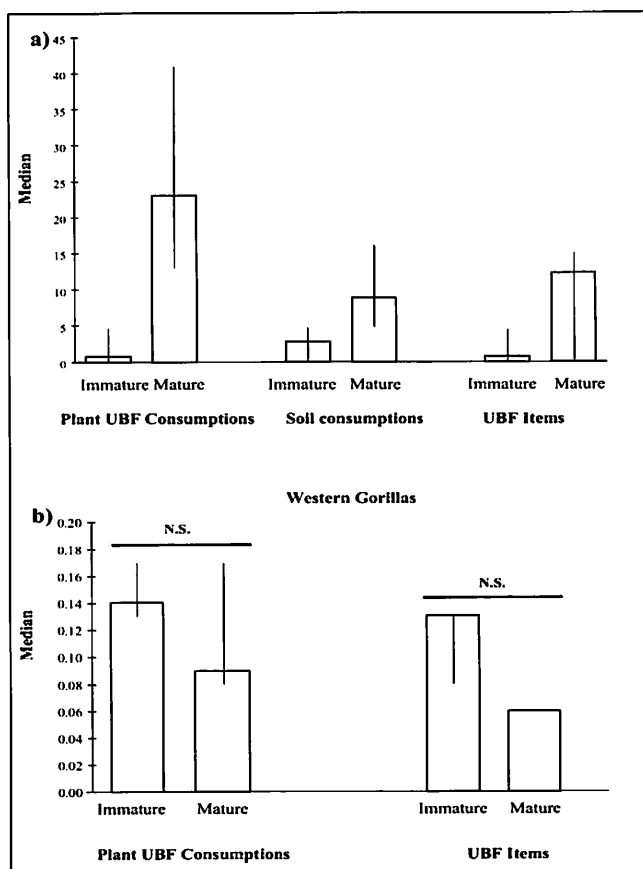 a)
45
40
35
30
25
20
15
10
5
0
Median
Immature Mature Immature Mature Immature Mature
Plant UBF Consumptions Soil consumptions UBF Items
Western Gorillas
b)
0.20
0.18
0.16
0.14
0.12
0.10
0.08
0.06
0.04
0.02
0.00
Median
N.S.
N.S.
Immature Mature Immature Mature
Plant UBF Consumptions UBF Items